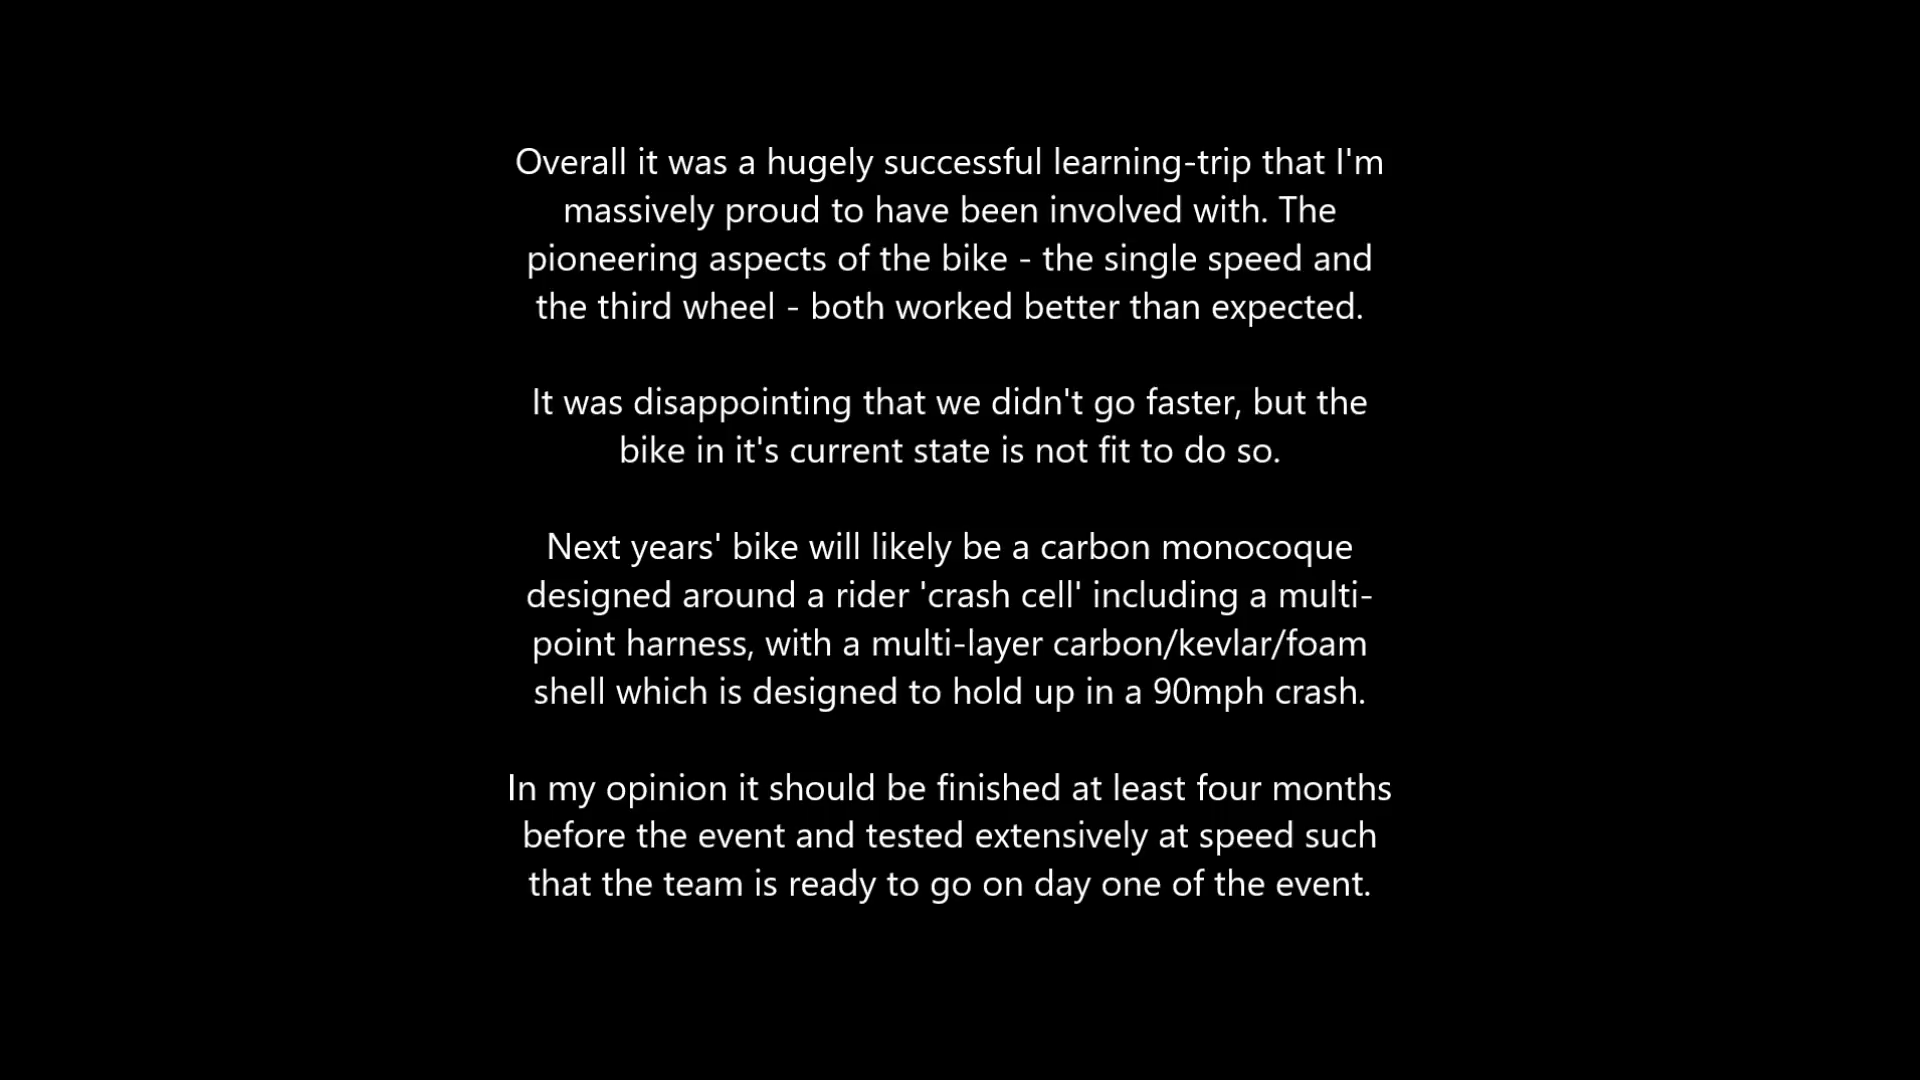 Overall it was a hugely successful learning-trip that I'm
massively proud to have been involved with. The
pioneering aspects of the bike - the single speed and
the third wheel - both worked better than expected.
It was disappointing that we didn't go faster, but the
bike in it's current state is not fit to do so.
Next years' bike will likely be a carbon monocoque
designed around a rider 'crash cell' including a multi-
point harness, with a multi-layer carbon/kevlar/foam
shell which is designed to hold up in a 90mph crash.
In my opinion it should be finished at least four months
before the event and tested extensively at speed such
that the team is ready to go on day one of the event.